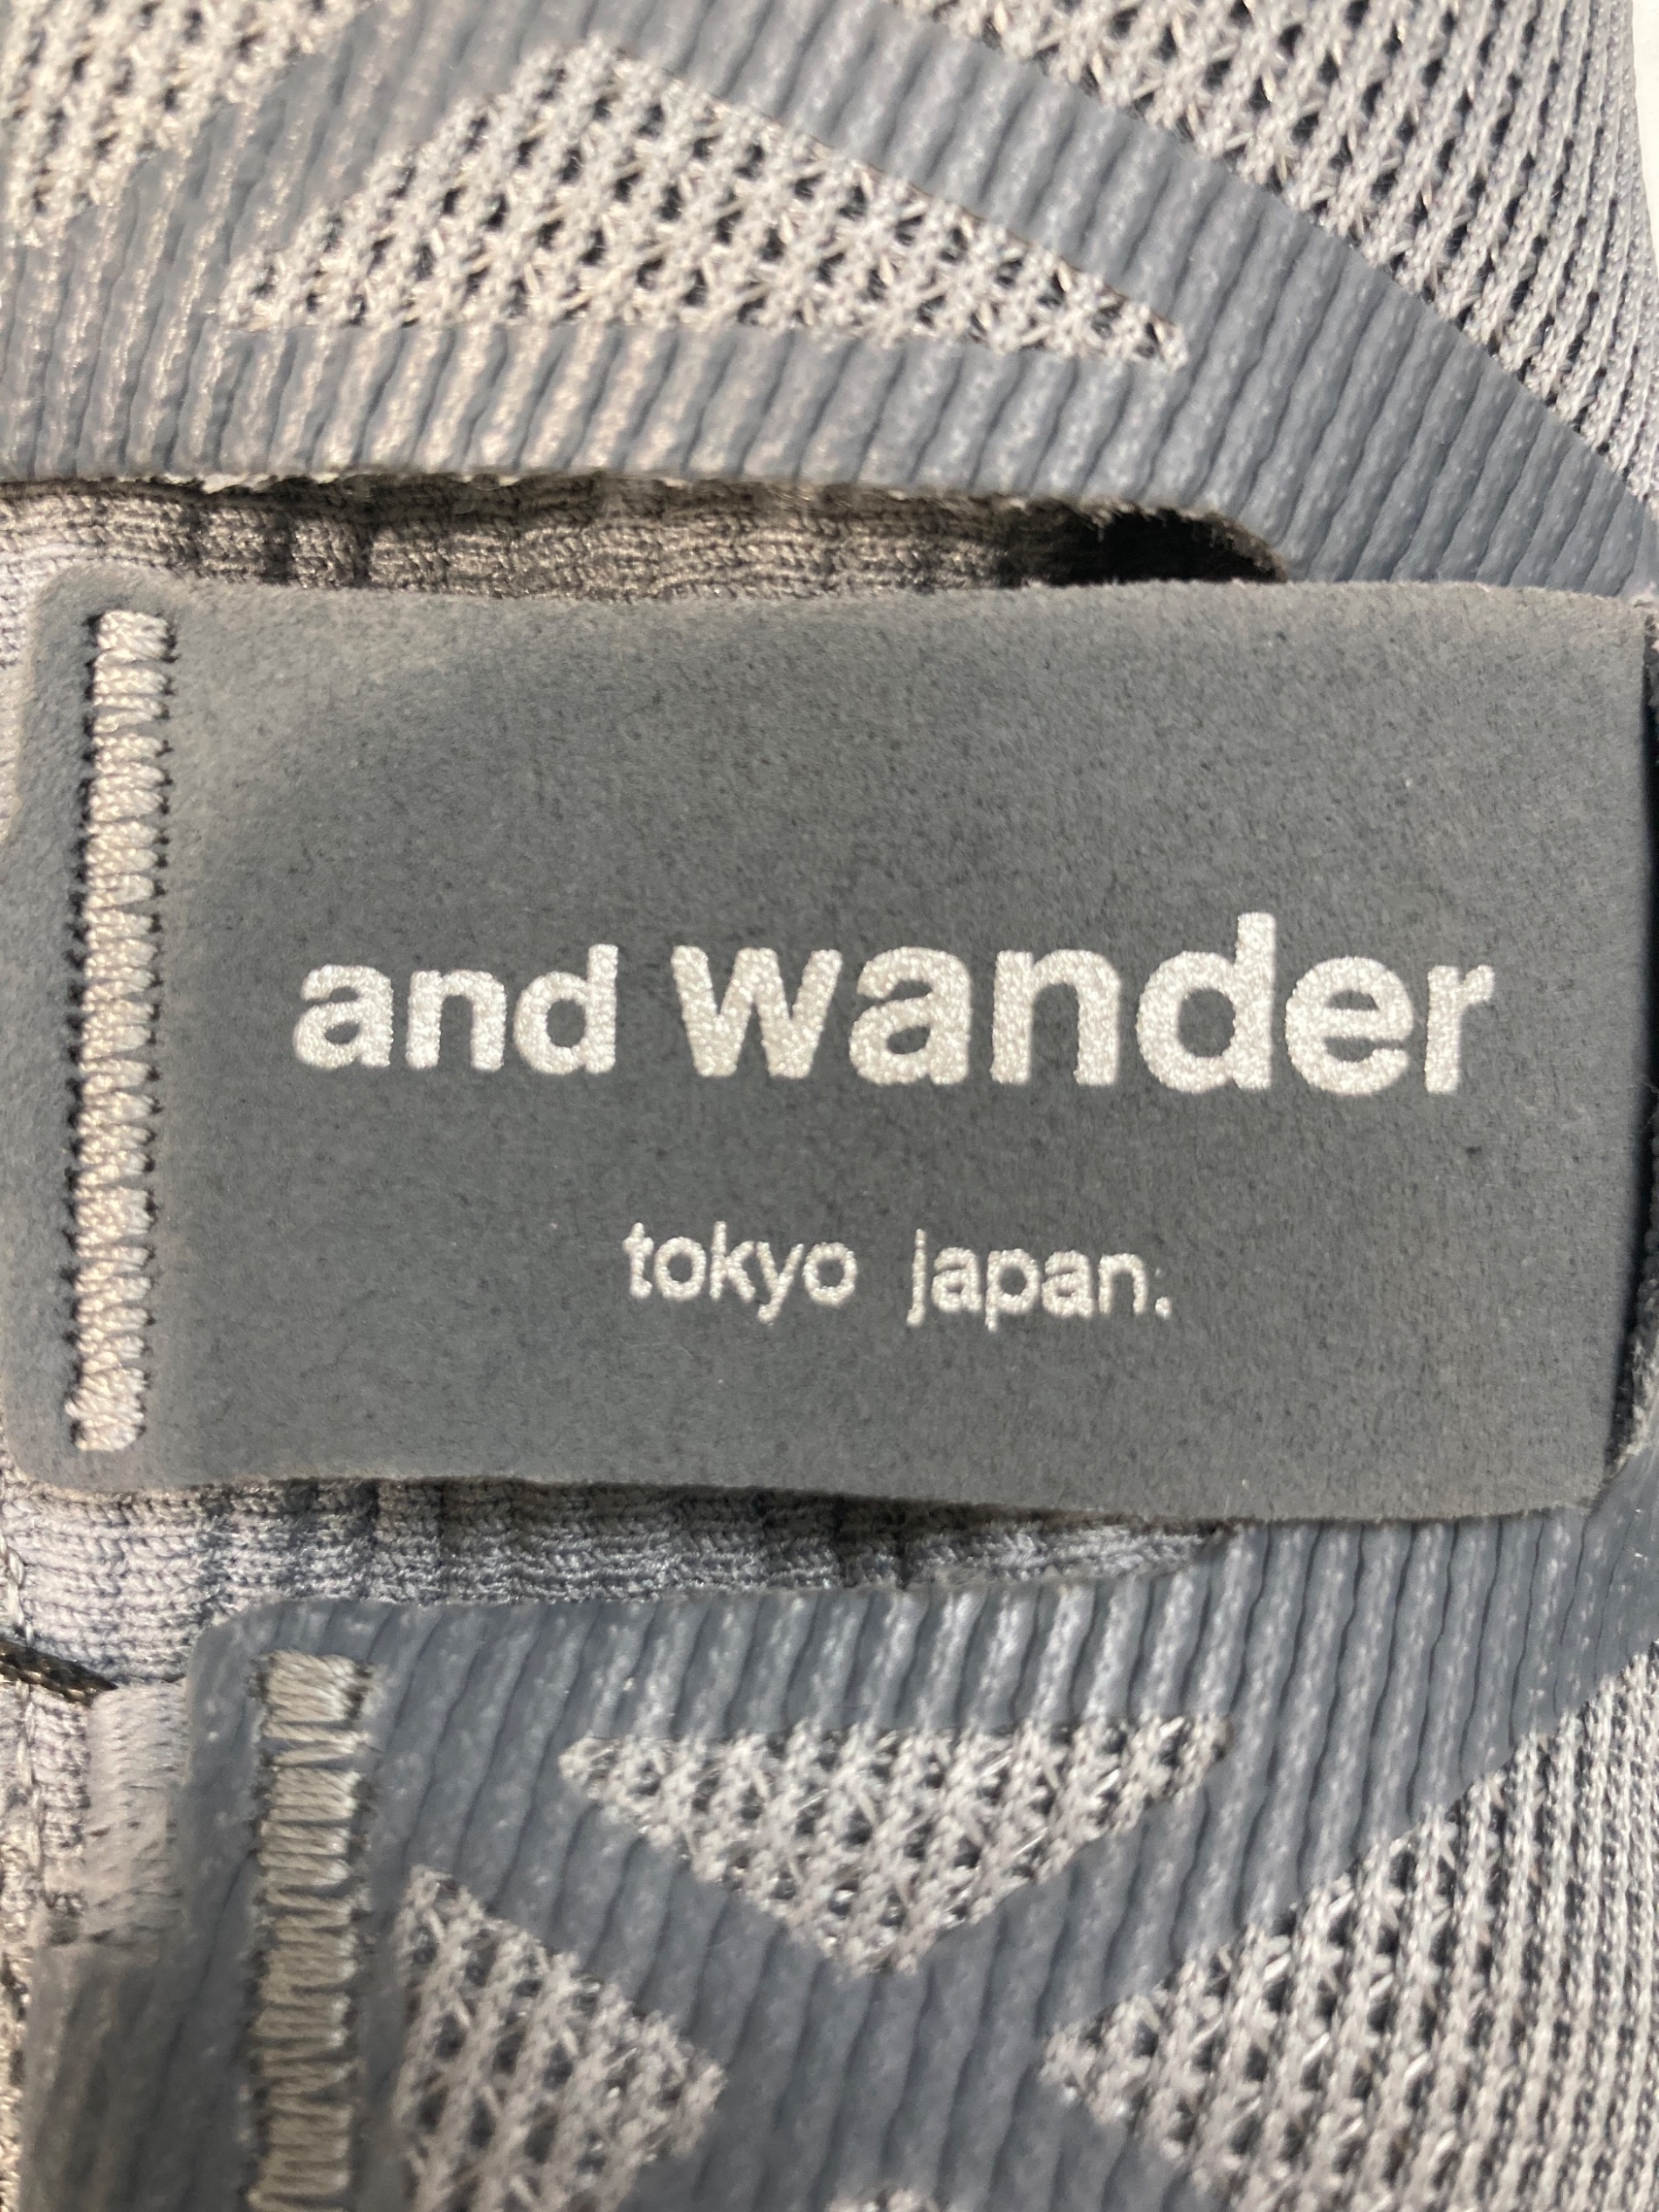 and wander
tokyo japan.